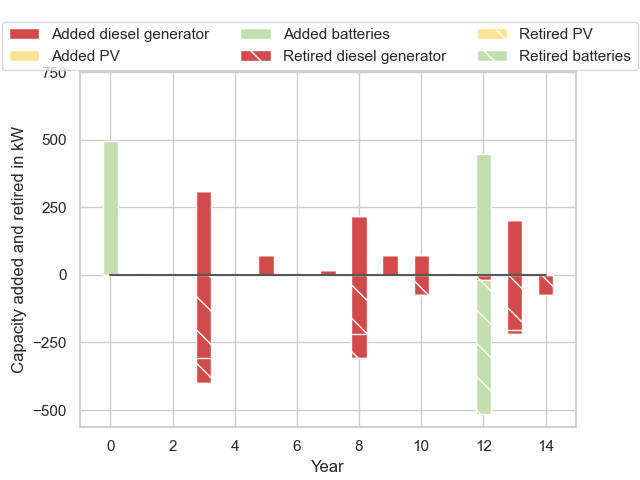 Added diesel generator
Added PV
Added batteries
Retired diesel generator
Retired PV
Retired batteries
Capacity added and retired in kW
750
500
250
0
−250
−500
0 2 4 6 8 10 12 14
Year